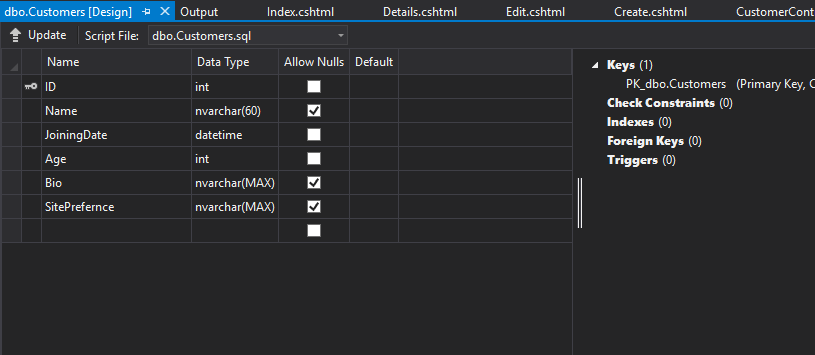 dbo.Customers [Design] Output Index.cshtml Details.cshtml Edit.cshtml Create.cshtml CustomerCont
Update Script File: dbo.Customers.sql
Name Data Type Allow Nulls Default
ID int
Name nvarchar(60)
JoiningDate datetime
Age int
Bio nvarchar(MAX)
SitePrefernce nvarchar(MAX)
Keys (1)
PK_dbo.Customers (Primary Key, C
Check Constraints (0)
Indexes (0)
Foreign Keys (0)
Triggers (0)